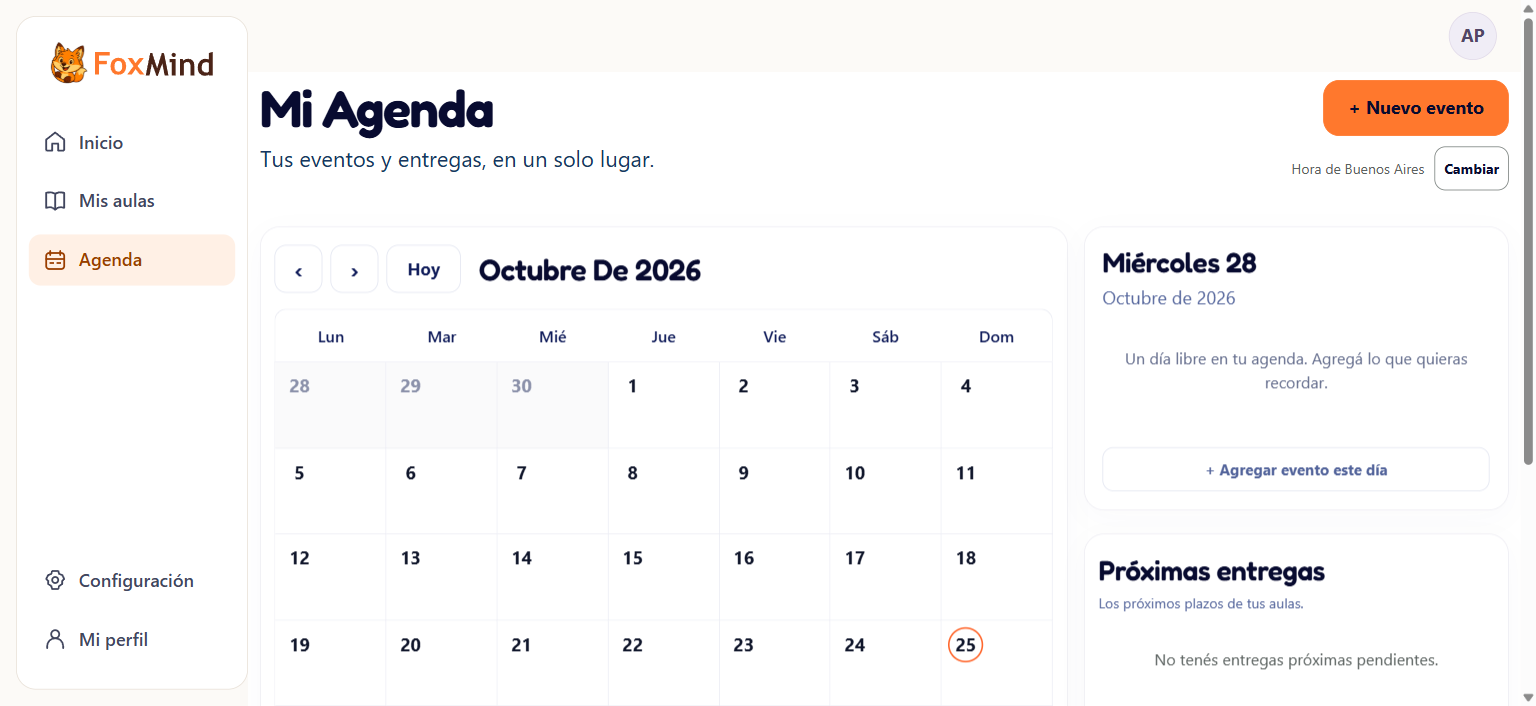 FoxMind
Inicio
Mis aulas
Agenda
Configuración
Mi perfil
AP
Mi Agenda
Tus eventos y entregas, en un solo lugar.
+ Nuevo evento
Hora de Buenos Aires
Cambiar
‹ › Hoy Octubre De 2026
Lun Mar Mié Jue Vie Sáb Dom
28 29 30 1 2 3 4
5 6 7 8 9 10 11
12 13 14 15 16 17 18
19 20 21 22 23 24 25
Miércoles 28
Octubre de 2026
Un día libre en tu agenda. Agregá lo que quieras
recordar.
+ Agregar evento este día
Próximas entregas
Los próximos plazos de tus aulas.
No tenés entregas próximas pendientes.